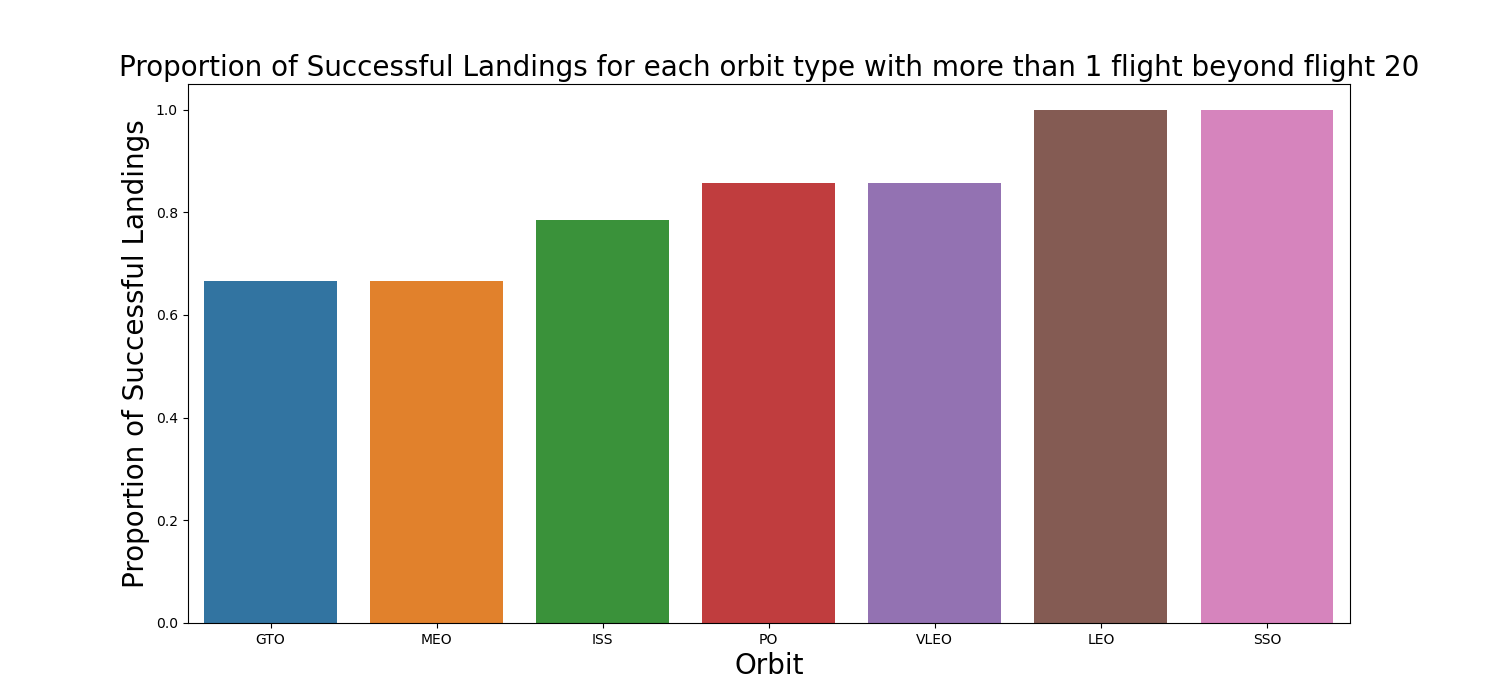 Proportion of Successful Landings for each orbit type with more than 1 flight beyond flight 20
Proportion of Successful Landings
1.0
0.8
0.6
0.4
0.2
0.0
GTO MEO ISS PO VLEO LEO SSO
Orbit